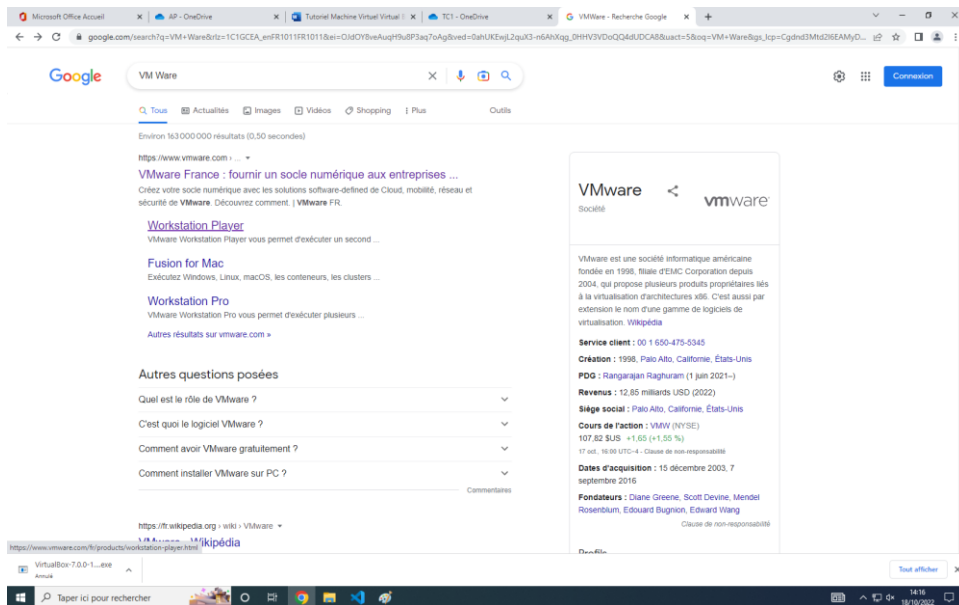 Microsoft Office Accueil
AP - OneDrive
Tutoriel Machine Virtuel Virtual
TC1 - OneDrive
VMWare - Recherche Google
google.com/search?q=VM+Ware&rlz=1C1GCEA_enFR1011FR1011&ei=
Google
VM Ware
Connexion
Tous
Actualités
Images
Vidéos
Shopping
Plus
Outils
Environ 163 000 000 résultats (0,50 secondes)
https://www.vmware.com › ...
VMware France : fournir un socle numérique aux entreprises ...
Créez votre socle numérique avec les solutions software-defined de Cloud, mobilité, réseau et
sécurité de VMware. Découvrez comment. | VMware FR.
Workstation Player
VMware Workstation Player vous permet d'exécuter un second ...
Fusion for Mac
Exécutez Windows, Linux, macOS, les conteneurs, les clusters ...
Workstation Pro
VMware Workstation Pro vous permet d'exécuter plusieurs ...
Autres résultats sur vmware.com »
Autres questions posées
Quel est le rôle de VMware ?
C'est quoi le logiciel VMware ?
Comment avoir VMware gratuitement ?
Comment installer VMware sur PC ?
Commentaires
https://fr.wikipedia.org › wiki › VMware
VMware - Wikipédia
VMware
Société
vmware
VMware est une société informatique américaine
fondée en 1998, filiale d'EMC Corporation depuis
2004, qui propose plusieurs produits propriétaires liés
à la virtualisation d'architectures x86. C'est aussi par
extension le nom d'une gamme de logiciels de
virtualisation. Wikipédia
Service client : 00 1 650-475-5345
Création : 1998, Palo Alto, Californie, États-Unis
PDG : Rangarajan Raghuram (1 juin 2021–)
Revenus : 12,85 milliards USD (2022)
Siège social : Palo Alto, Californie, États-Unis
Cours de l'action : VMW (NYSE)
107,82 $US +1,65 (+1,55 %)
17 oct., 16:00 UTC−4 - Clause de non-responsabilité
Dates d'acquisition : 15 décembre 2003, 7
septembre 2016
Fondateurs : Diane Greene, Scott Devine, Mendel
Rosenblum, Edouard Bugnion, Edward Wang
Clause de non-responsabilité
Profils
https://www.vmware.com/fr/products/workstation-player.html
VirtualBox-7.0.0-1....exe
Annulé
Tout afficher
Taper ici pour rechercher
14:16
18/10/2022